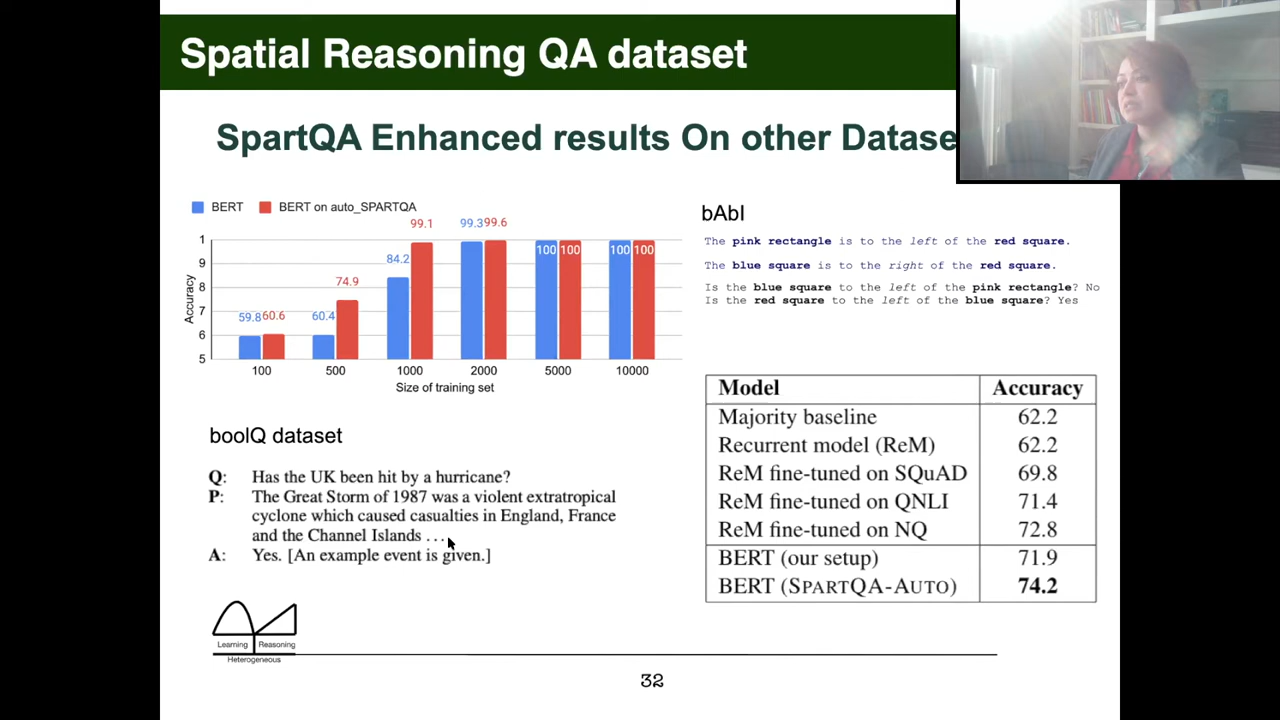 Spatial Reasoning QA dataset
SpartQA Enhanced results On other Datase
BERT
BERT on auto_SPARTQA
Accuracy
1
9
8
7
6
5
59.8 60.6
60.4 74.9
84.2 99.1
99.3 99.6
100 100
100 100
100 500 1000 2000 5000 10000
Size of training set
bAbI
The pink rectangle is to the left of the red square.
The blue square is to the right of the red square.
Is the blue square to the left of the pink rectangle? No
Is the red square to the left of the blue square? Yes
boolQ dataset
Q: Has the UK been hit by a hurricane?
P: The Great Storm of 1987 was a violent extratropical
cyclone which caused casualties in England, France
and the Channel Islands . . .
A: Yes. [An example event is given.]
Model Accuracy
Majority baseline 62.2
Recurrent model (ReM) 62.2
ReM fine-tuned on SQuAD 69.8
ReM fine-tuned on QNLI 71.4
ReM fine-tuned on NQ 72.8
BERT (our setup) 71.9
BERT (SPARTQA-AUTO) 74.2
Learning Reasoning
Heterogeneous
32